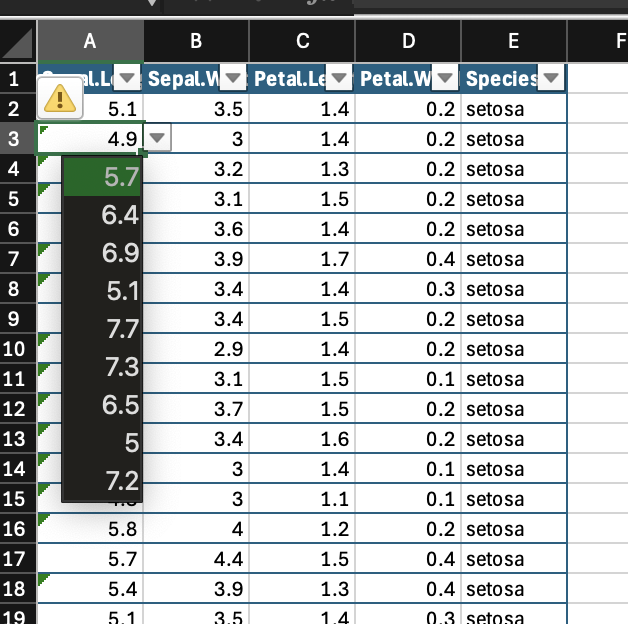 A B C D E F
1 Sepal.W Petal.Le Petal.W Species
2 5.1 3.5 1.4 0.2 setosa
3 4.9 3 1.4 0.2 setosa
4 5.7 3.2 1.3 0.2 setosa
5 6.4 3.1 1.5 0.2 setosa
6 3.6 1.4 0.2 setosa
7 6.9 3.9 1.7 0.4 setosa
8 5.1 3.4 1.4 0.3 setosa
9 7.7 3.4 1.5 0.2 setosa
10 7.3 2.9 1.4 0.2 setosa
11 3.1 1.5 0.1 setosa
12 6.5 3.7 1.5 0.2 setosa
13 5 3.4 1.6 0.2 setosa
14 7.2 3 1.4 0.1 setosa
15 3 1.1 0.1 setosa
16 5.8 4 1.2 0.2 setosa
17 5.7 4.4 1.5 0.4 setosa
18 5.4 3.9 1.3 0.4 setosa
19 5.1 3.5 1.4 0.3 setosa